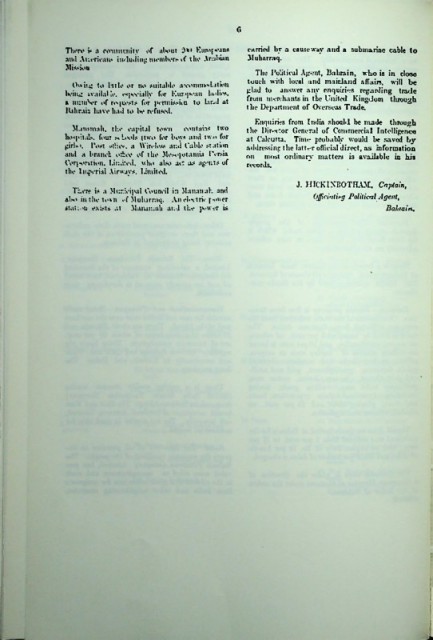 6
There is a community of about 200 Europeans
and Americans including members of the Arabian
Mission
Owing to little or no suitable accommodation
being available, especially for European ladies,
a number of requests for permission to land at
Bahrain have had to be refused.
Manamah, the capital town contains two
hospitals, four schools (two for boys and two for
girls), Post office, a Wireless and Cable station
and a branch office of the Mesopotamia Persia
Corporation, Limited, who also act as agents of
the Imperial Airways, Limited.
There is a Municipal Council in Manamah and
also in the town of Muharraq. An electric power
station exists at Manamah and the power is
carried by a causeway and a submarine cable to
Muharraq.
The Political Agent, Bahrain, who is in close
touch with local and mainland affairs, will be
glad to answer any enquiries regarding trade
from merchants in the United Kingdom through
the Department of Overseas Trade.
Enquiries from India should be made through
the Director General of Commercial Intelligence
at Calcutta. Time probably would be saved by
addressing the latter official direct, as information
on most ordinary matters is available in his
records.
J. HICKINBOTHAM, Captain,
Officiating Political Agent,
Bahrain.